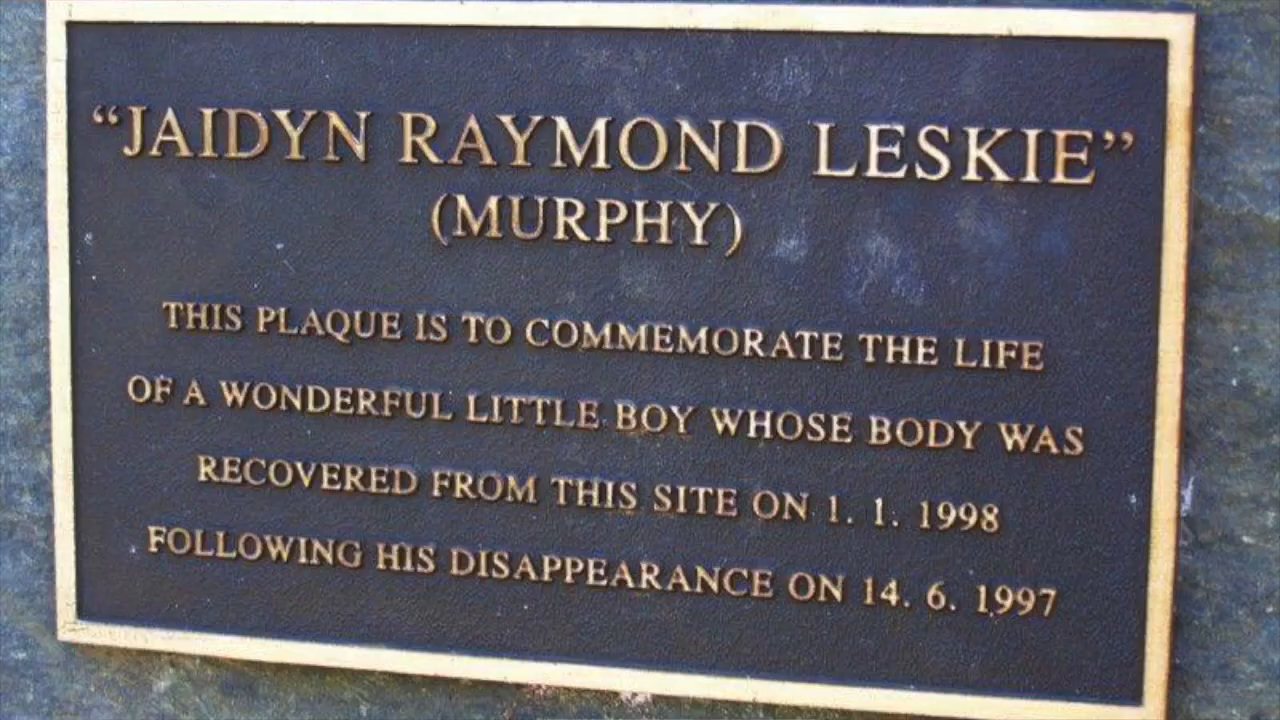 “JAIDYN RAYMOND LESKIE”
(MURPHY)
THIS PLAQUE IS TO COMMEMORATE THE LIFE
OF A WONDERFUL LITTLE BOY WHOSE BODY WAS
RECOVERED FROM THIS SITE ON 1. 1. 1998
FOLLOWING HIS DISAPPEARANCE ON 14. 6. 1997